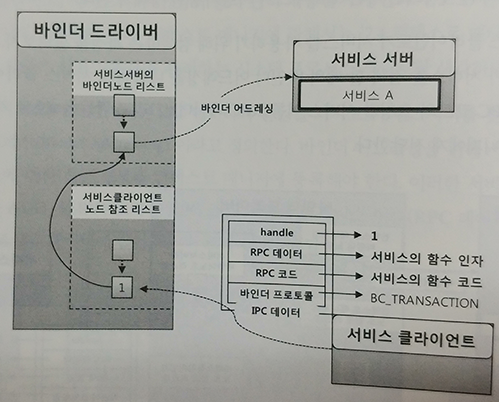 바인더 드라이버
서비스서버의
바인더노드 리스트
서비스 서버
서비스 A
바인더 어드레싱
서비스클라이언트
노드 참조 리스트
1
handle
1
RPC 데이터
서비스의 함수 인자
RPC 코드
서비스의 함수 코드
바인더 프로토콜
BC_TRANSACTION
IPC 데이터
서비스 클라이언트